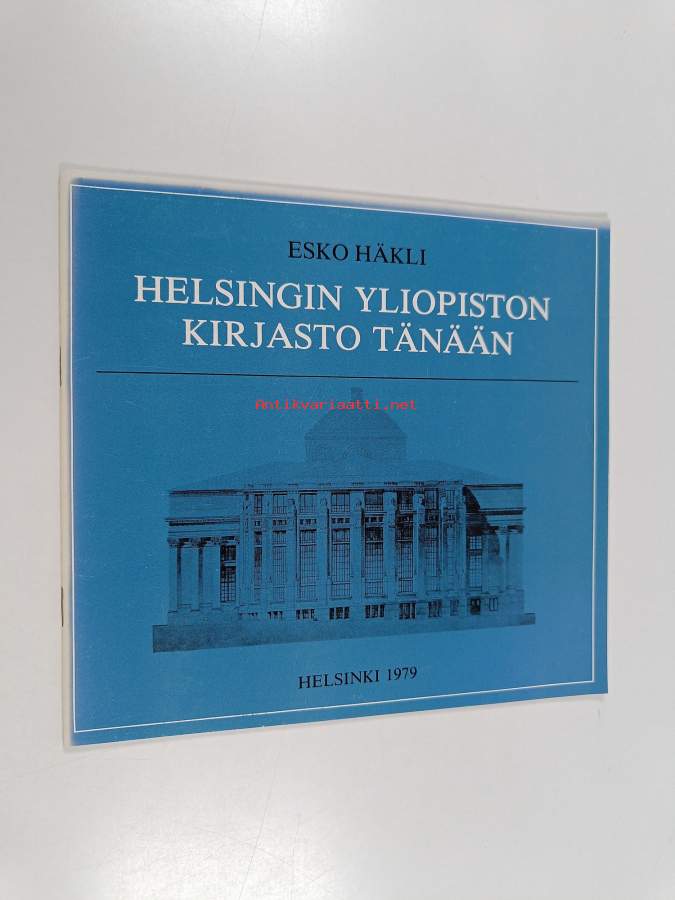 ESKO HÄKLI
HELSINGIN YLIOPISTON
KIRJASTO TÄNÄÄN
Antikvariaatti.net
HELSINKI 1979